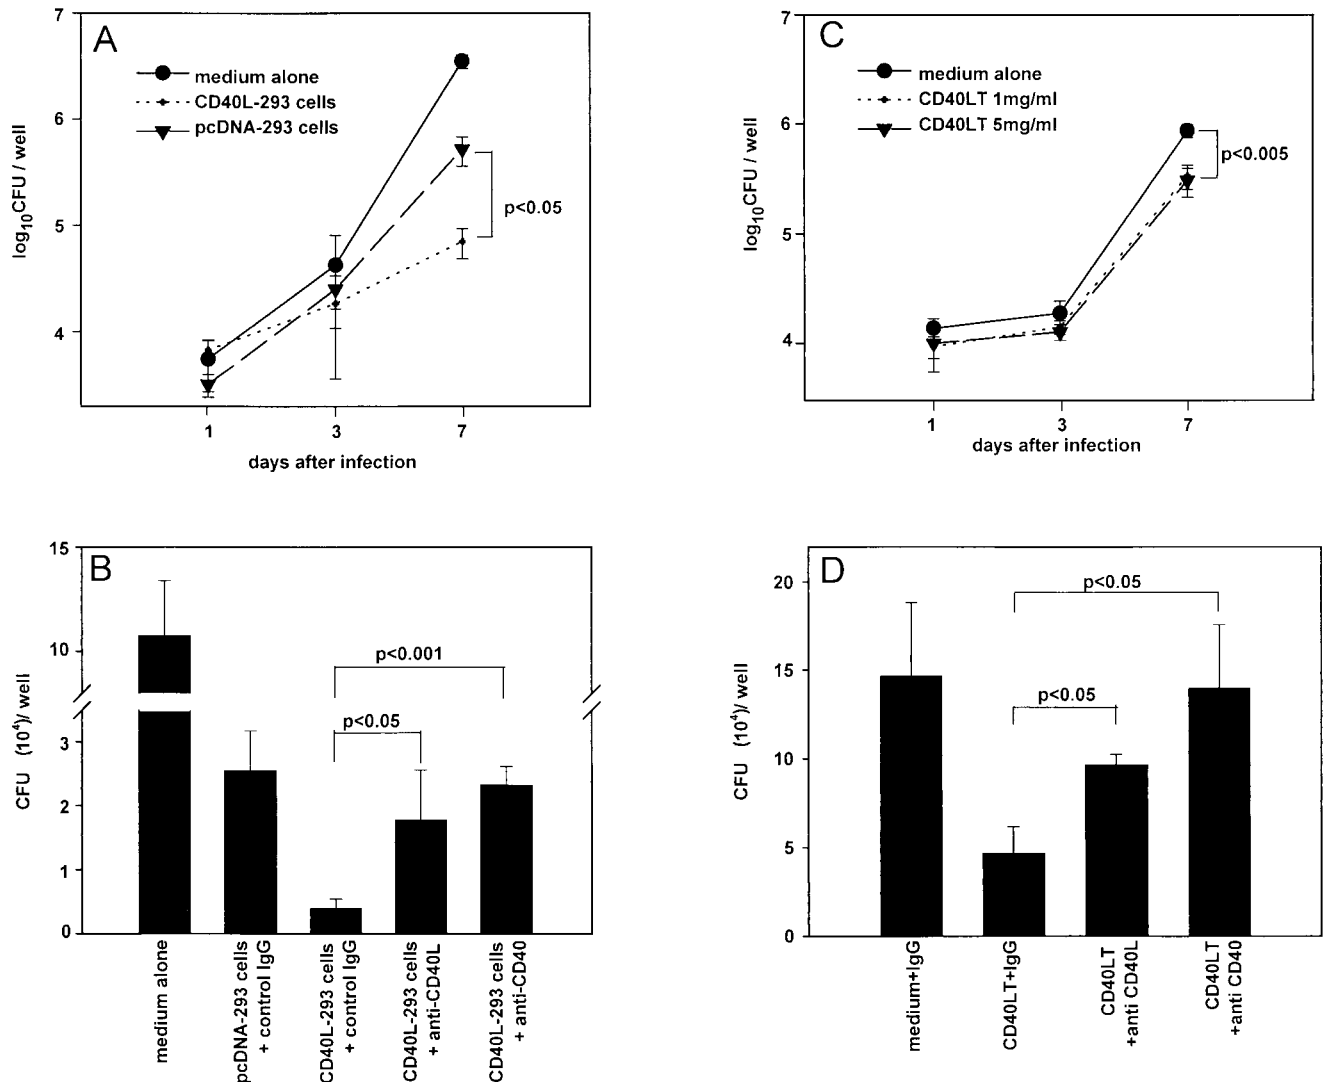 A
7
6
5
4
log10CFU / well
medium alone
CD40L-293 cells
pcDNA-293 cells
p<0.05
1 3 7
days after infection
C
7
6
5
4
log10CFU / well
medium alone
CD40LT 1mg/ml
CD40LT 5mg/ml
p<0.005
1 3 7
days after infection
B
15
10
3
2
1
0
CFU (10⁴)/ well
p<0.001
p<0.05
medium alone
pcDNA-293 cells
+ control IgG
CD40L-293 cells
+ control IgG
CD40L-293 cells
+ anti-CD40L
CD40L-293 cells
+ anti-CD40
D
20
15
10
5
0
CFU (10⁴)/ well
p<0.05
p<0.05
medium+IgG
CD40LT+IgG
CD40LT
+anti CD40L
CD40LT
+anti CD40